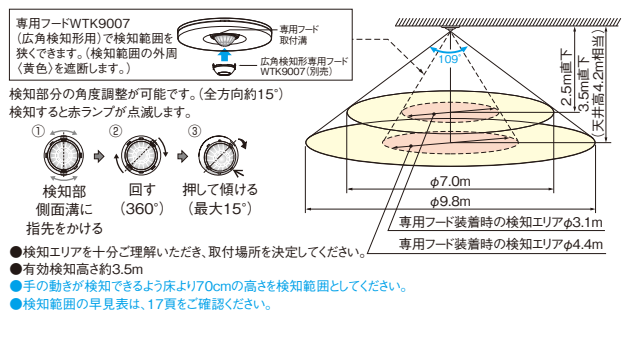 専用フードWTK9007
（広角検知形用）で検知範囲を
狭くできます。（検知範囲の外周
〈黄色〉を遮断します。）
専用フード
取付溝
広角検知形専用フード
WTK9007（別売）
検知部分の角度調整が可能です。（全方向約15°）
検知すると赤ランプが点滅します。
① ② ③
検知部
側面溝に
指先をかける
回す
（360°）
押して傾ける
（最大15°）
109°
2.5m直下
3.5m直下
（天井高4.2m相当）
φ7.0m
φ9.8m
専用フード装着時の検知エリアφ3.1m
専用フード装着時の検知エリアφ4.4m
●検知エリアを十分ご理解いただき、取付場所を決定してください。
●有効検知高さ約3.5m
●手の動きが検知できるよう床より70cmの高さを検知範囲としてください。
●検知範囲の早見表は、17頁をご確認ください。